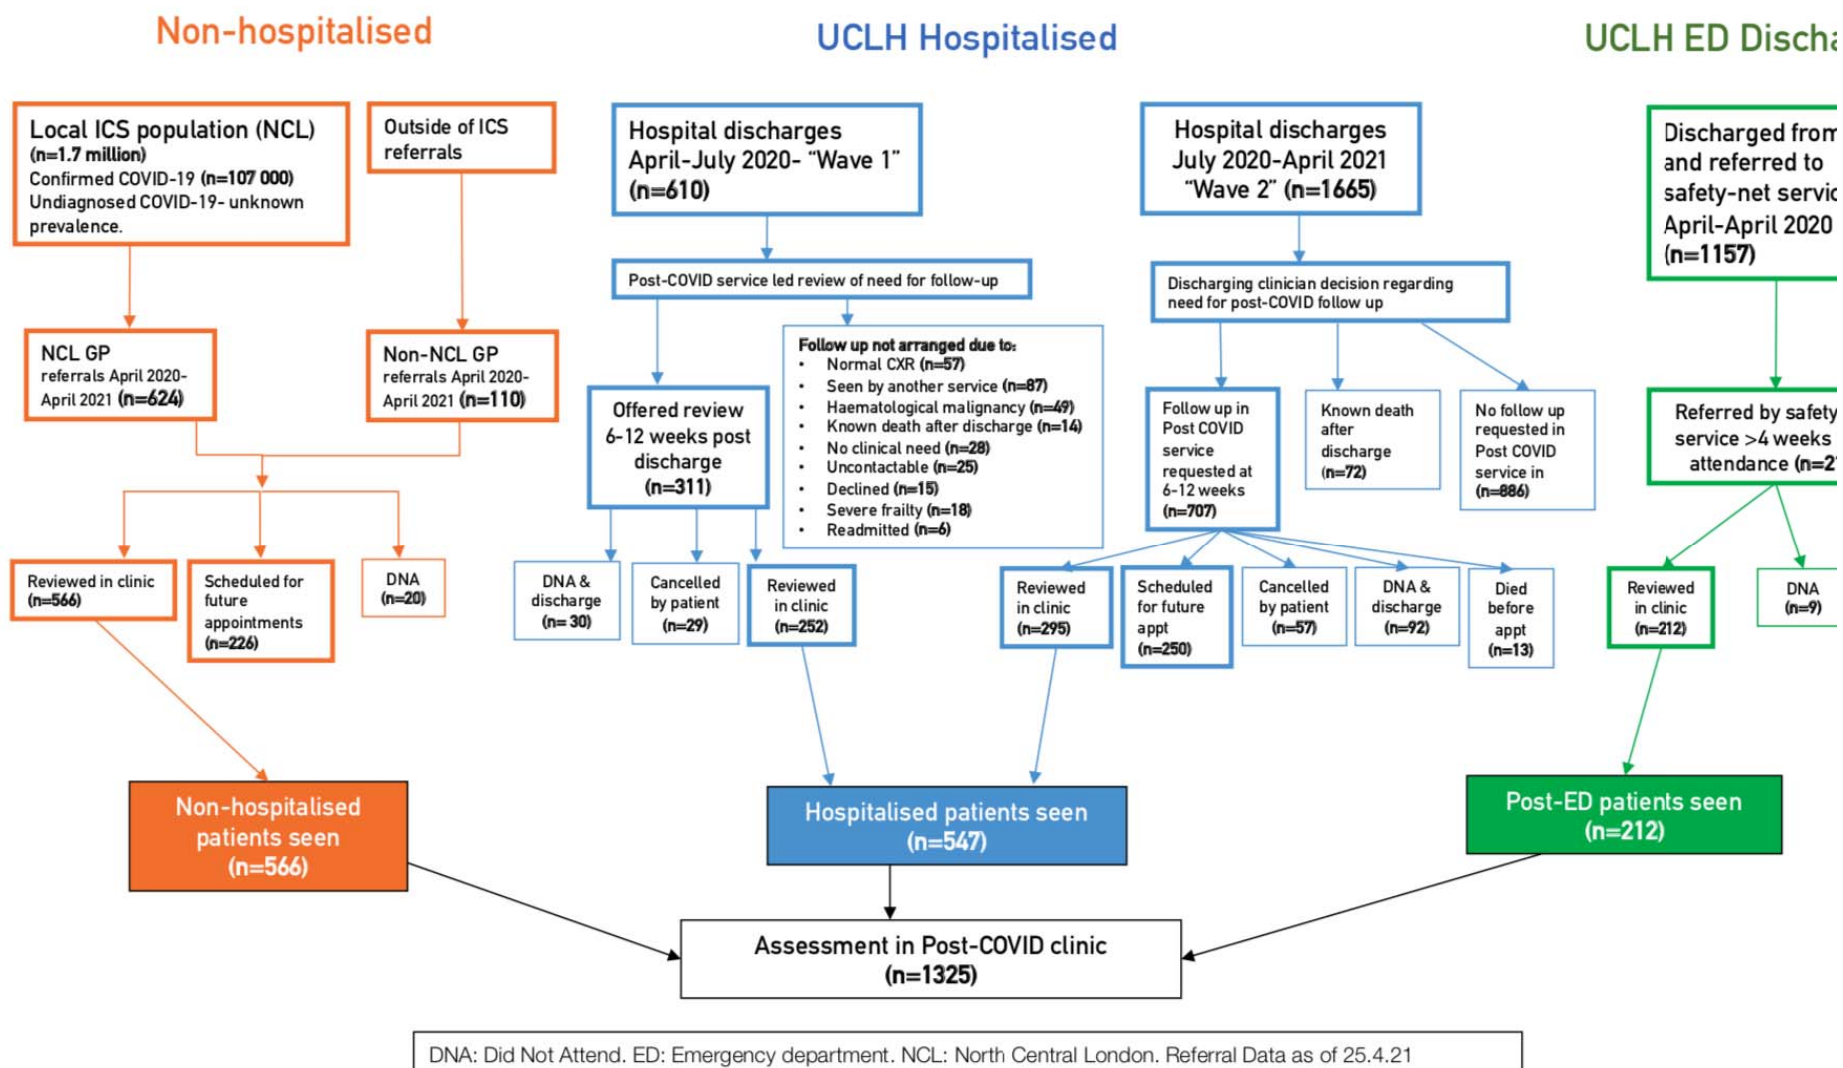 Non-hospitalised
UCLH Hospitalised
UCLH ED
Local ICS population (NCL)
(n=1.7 million)
Confirmed COVID-19 (n=107 000)
Undiagnosed COVID-19- unknown
prevalence.
Outside of ICS
referrals
NCL GP
referrals April 2020-
April 2021 (n=624)
Non-NCL GP
referrals April 2020-
April 2021 (n=110)
Reviewed in clinic
(n=566)
Scheduled for
future
appointments
(n=226)
DNA
(n=20)
Non-hospitalised
patients seen
(n=566)
Hospital discharges
April-July 2020- “Wave 1”
(n=610)
Post-COVID service led review of need for follow-up
Offered review
6-12 weeks post
discharge
(n=311)
Follow up not arranged due to:
• Normal CXR (n=57)
• Seen by another service (n=87)
• Haematological malignancy (n=49)
• Known death after discharge (n=14)
• No clinical need (n=28)
• Uncontactable (n=25)
• Declined (n=15)
• Severe frailty (n=18)
• Readmitted (n=6)
DNA &
discharge
(n= 30)
Cancelled
by patient
(n=29)
Reviewed
in clinic
(n=252)
Hospital discharges
July 2020-April 2021
“Wave 2” (n=1665)
Discharging clinician decision regarding
need for post-COVID follow up
Follow up in
Post COVID
service
requested at
6-12 weeks
(n=707)
Known death
after
discharge
(n=72)
No follow up
requested in
Post COVID
service in
(n=886)
Reviewed
in clinic
(n=295)
Scheduled
for future
appt
(n=250)
Cancelled
by patient
(n=57)
DNA &
discharge
(n=92)
Died
before
appt
(n=13)
Hospitalised patients seen
(n=547)
Discharged from
and referred to
safety-net
April-April 2020
(n=1157)
Referred by safety
service >4 weeks
attendance
Reviewed
in clinic
(n=212)
DNA
(n=9)
Post-ED patients seen
(n=212)
Assessment in Post-COVID clinic
(n=1325)
DNA: Did Not Attend. ED: Emergency department. NCL: North Central London. Referral Data as of 25.4.21